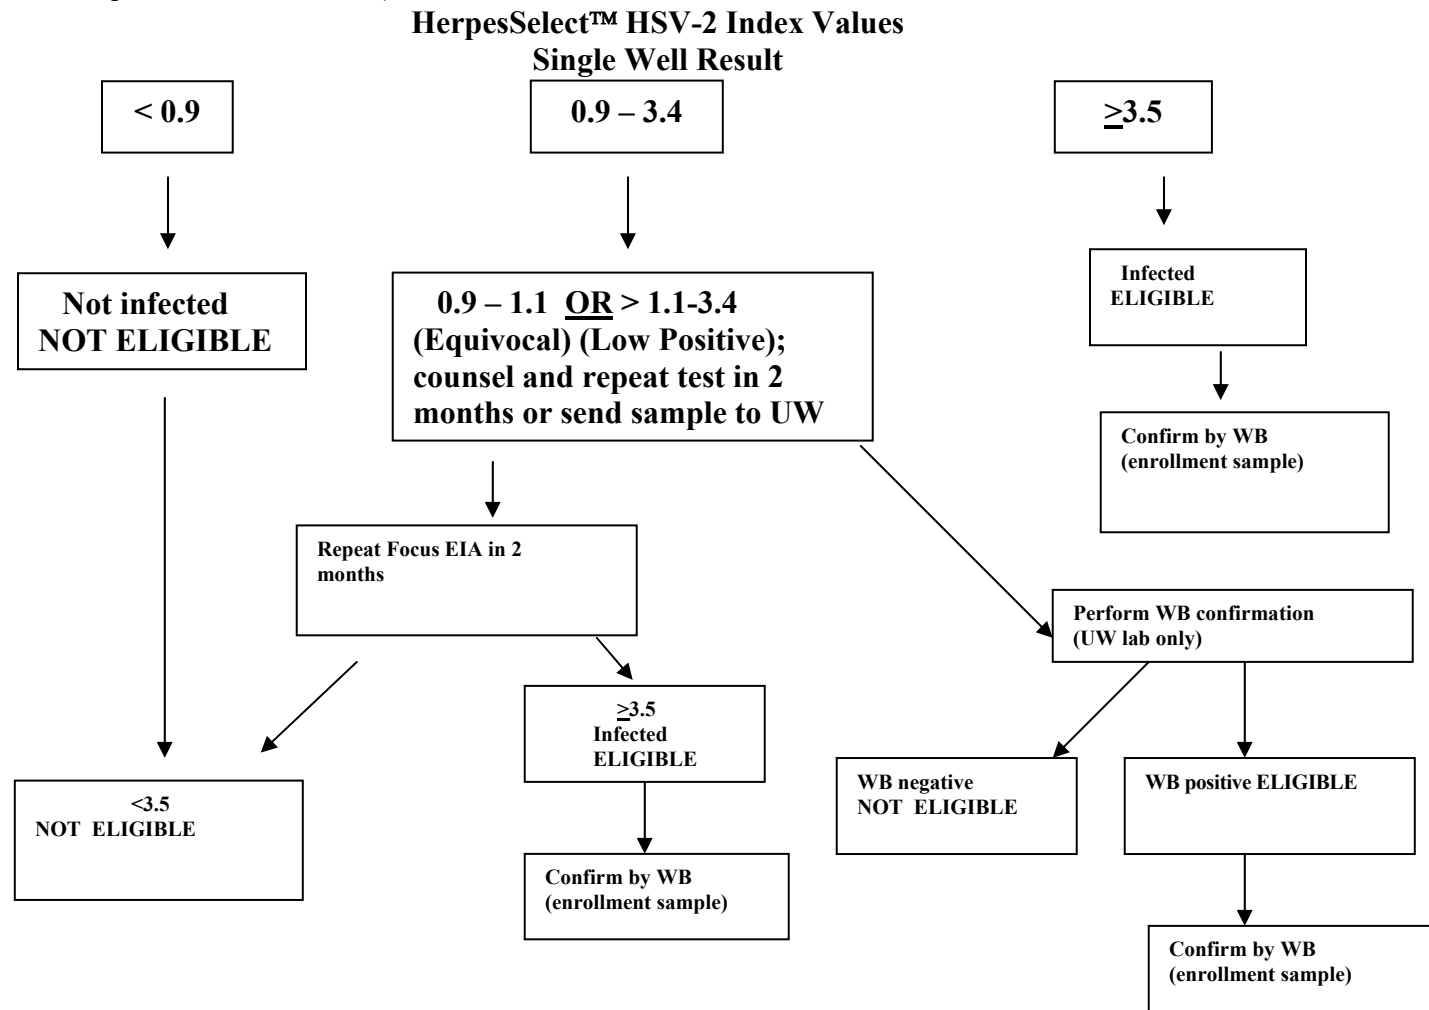 HerpesSelect™ HSV-2 Index Values
Single Well Result
< 0.9
0.9 – 3.4
≥3.5
Not infected
NOT ELIGIBLE
0.9 – 1.1 OR > 1.1-3.4
(Equivocal) (Low Positive);
counsel and repeat test in 2
months or send sample to UW
Infected
ELIGIBLE
Confirm by WB
(enrollment sample)
Repeat Focus EIA in 2
months
Perform WB confirmation
(UW lab only)
≥3.5
Infected
ELIGIBLE
<3.5
NOT ELIGIBLE
WB negative
NOT ELIGIBLE
WB positive ELIGIBLE
Confirm by WB
(enrollment sample)
Confirm by WB
(enrollment sample)